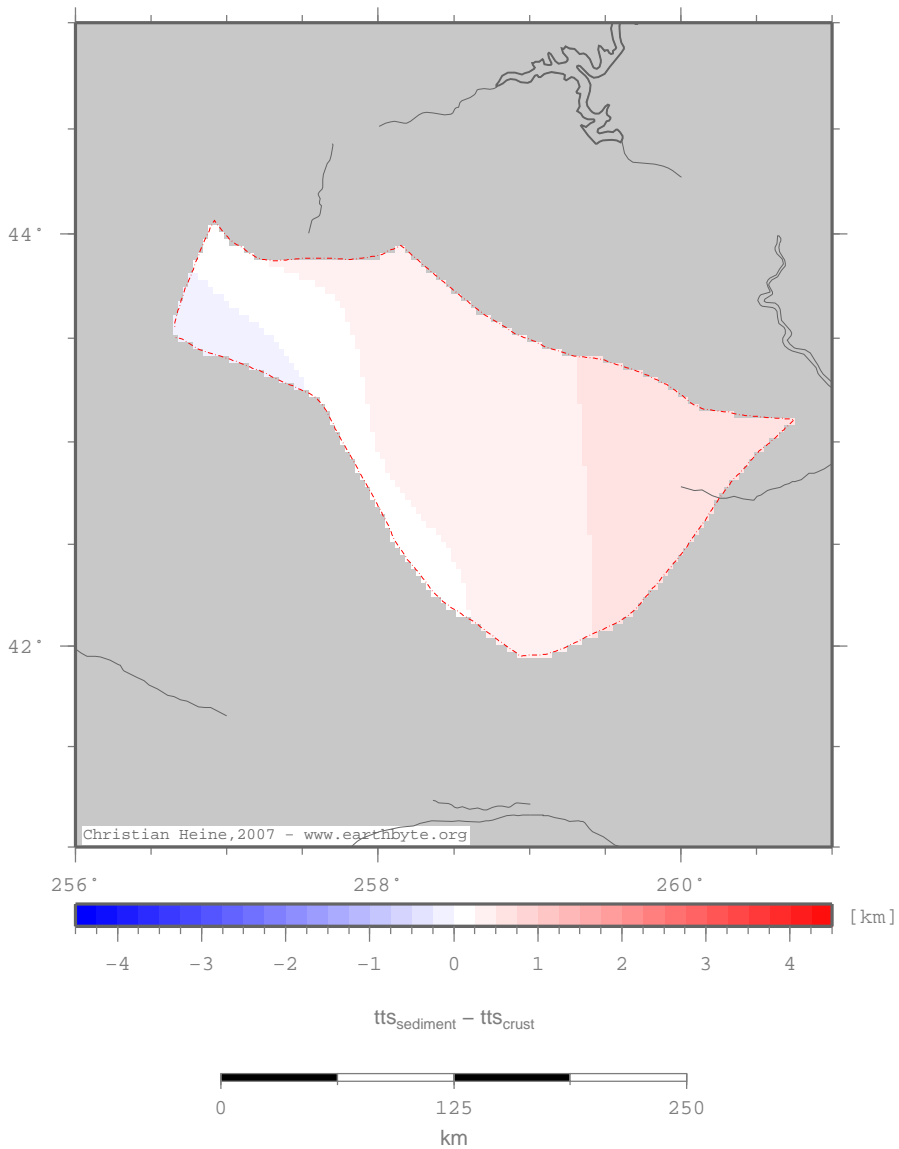 44°
42°
Christian Heine,2007 - www.earthbyte.org
256° 258° 260°
[km]
−4 −3 −2 −1 0 1 2 3 4
tts_sediment − tts_crust
0 125 250
km